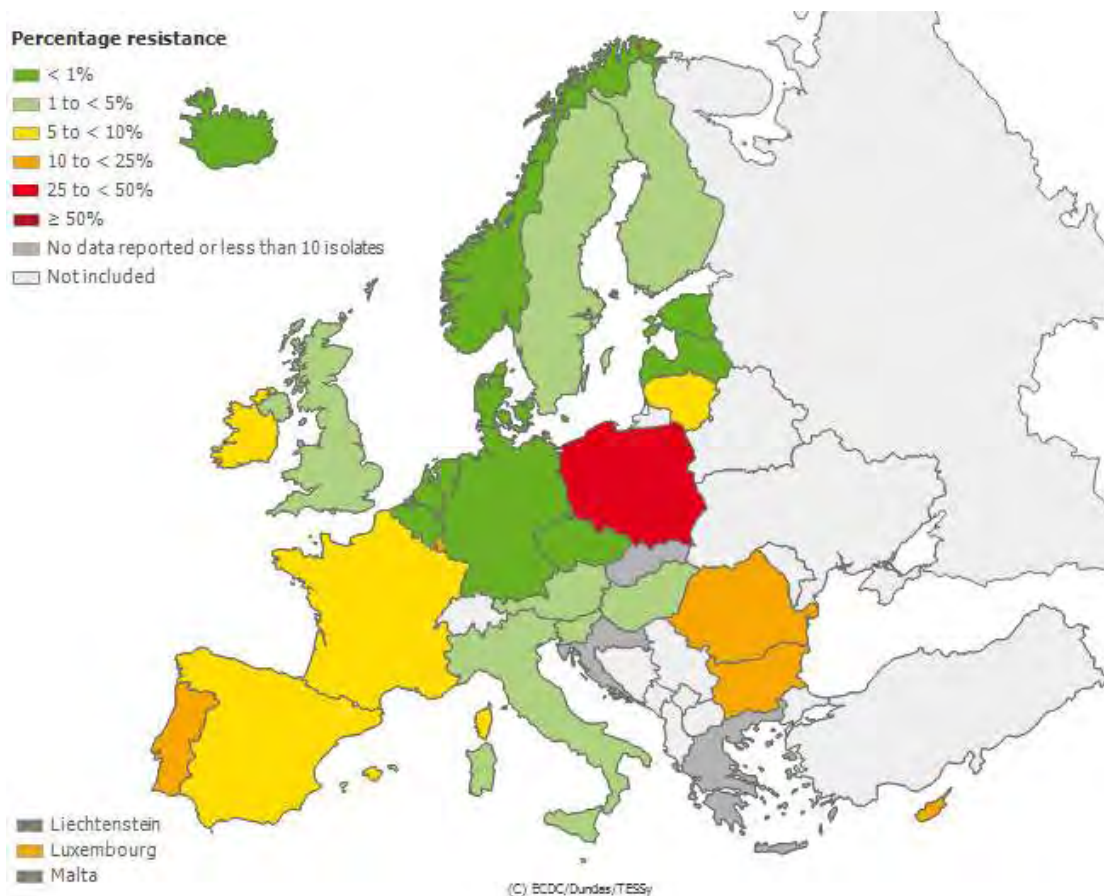 Percentage resistance
< 1%
1 to < 5%
5 to < 10%
10 to < 25%
25 to < 50%
≥ 50%
No data reported or less than 10 isolates
Not included
Liechtenstein
Luxembourg
Malta
(C) ECDC/Dundas/TESSy